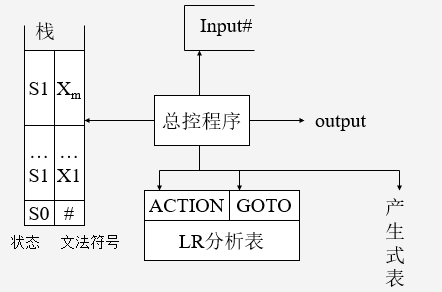 Input#
栈
S1 Xm
总控程序
output
… …
S1 X1
S0 #
状态 文法符号
ACTION GOTO
LR分析表
产生式表